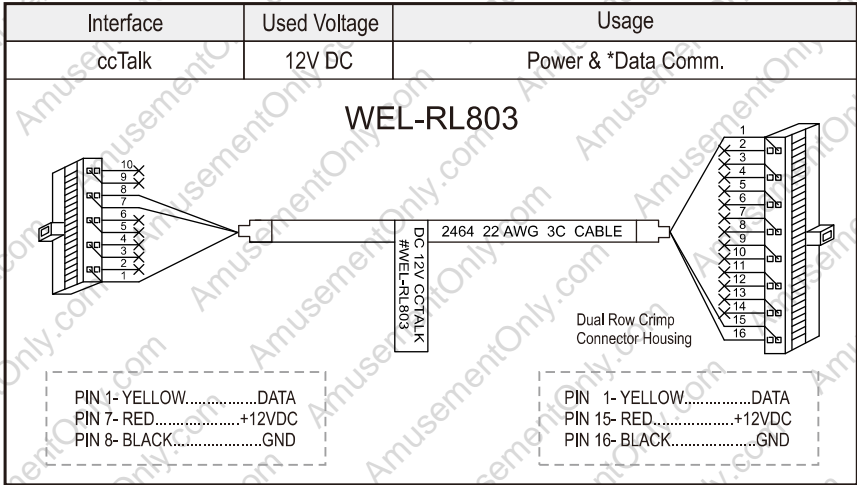 Interface Used Voltage Usage
ccTalk 12V DC Power & *Data Comm.
WEL-RL803
10
9
8
7
6
5
4
3
2
1
DC 12V CCTALK
#WEL-RL803
2464 22 AWG 3C CABLE
1
2
3
4
5
6
7
8
9
10
11
12
13
14
15
16
Dual Row Crimp
Connector Housing
PIN 1- YELLOW................DATA
PIN 7- RED...................+12VDC
PIN 8- BLACK...................GND
PIN 1- YELLOW................DATA
PIN 15- RED..................+12VDC
PIN 16- BLACK..................GND
AmusementOnly.com